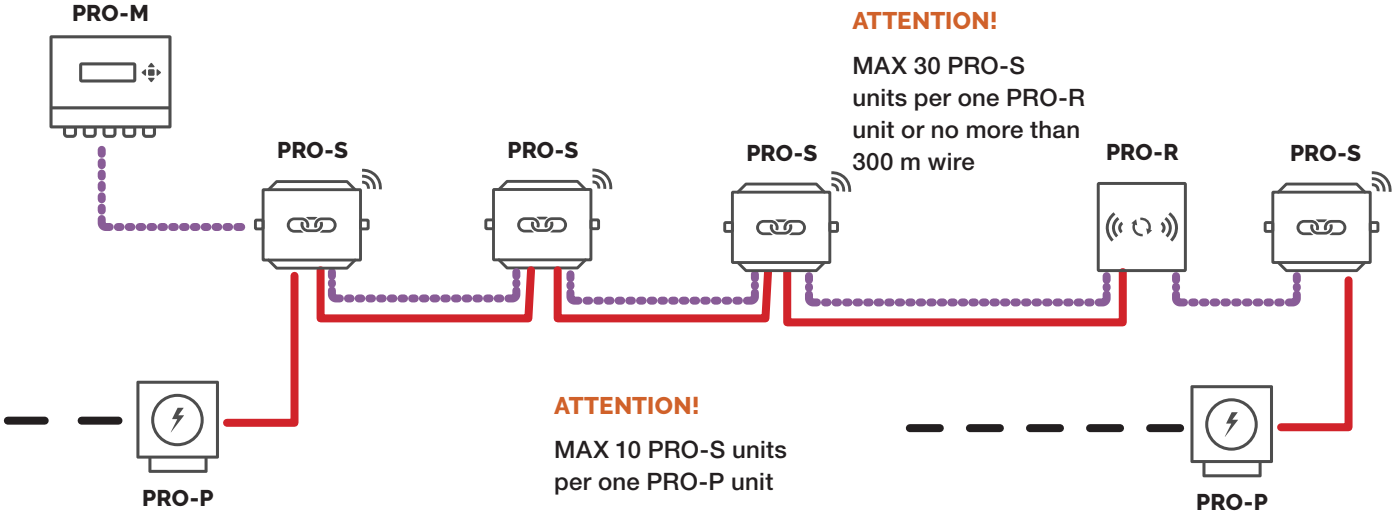 PRO-M
ATTENTION!
MAX 30 PRO-S
units per one PRO-R
unit or no more than
300 m wire
PRO-S
PRO-S
PRO-S
PRO-R
PRO-S
ATTENTION!
MAX 10 PRO-S units
per one PRO-P unit
PRO-P
PRO-P